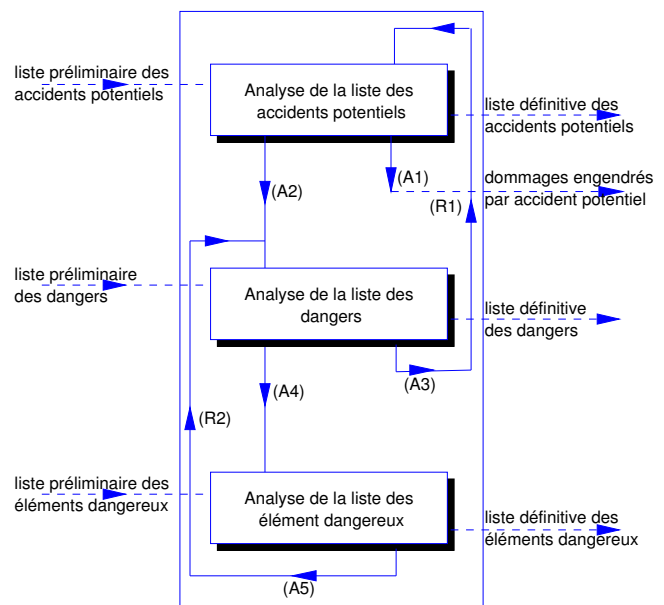 liste préliminaire des
accidents potentiels
Analyse de la liste des
accidents potentiels
liste définitive des
accidents potentiels
(A1)
dommages engendrés
par accident potentiel
(A2)
(R1)
liste préliminaire
des dangers
Analyse de la liste des
dangers
liste définitive
des dangers
(A3)
(A4)
(R2)
liste préliminaire des
éléments dangereux
Analyse de la liste des
élément dangereux
liste définitive des
éléments dangereux
(A5)